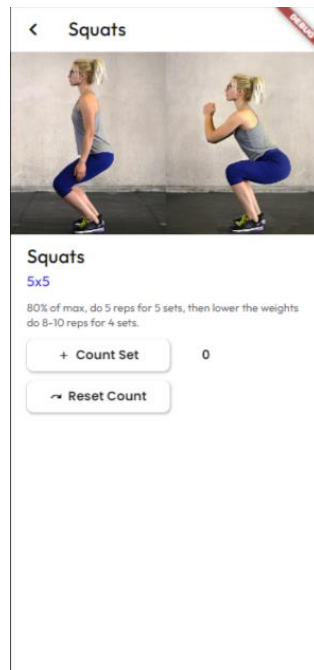 DEBUG
Squats
Squats
5x5
80% of max, do 5 reps for 5 sets, then lower the weights
do 8-10 reps for 4 sets.
+ Count Set 0
Reset Count